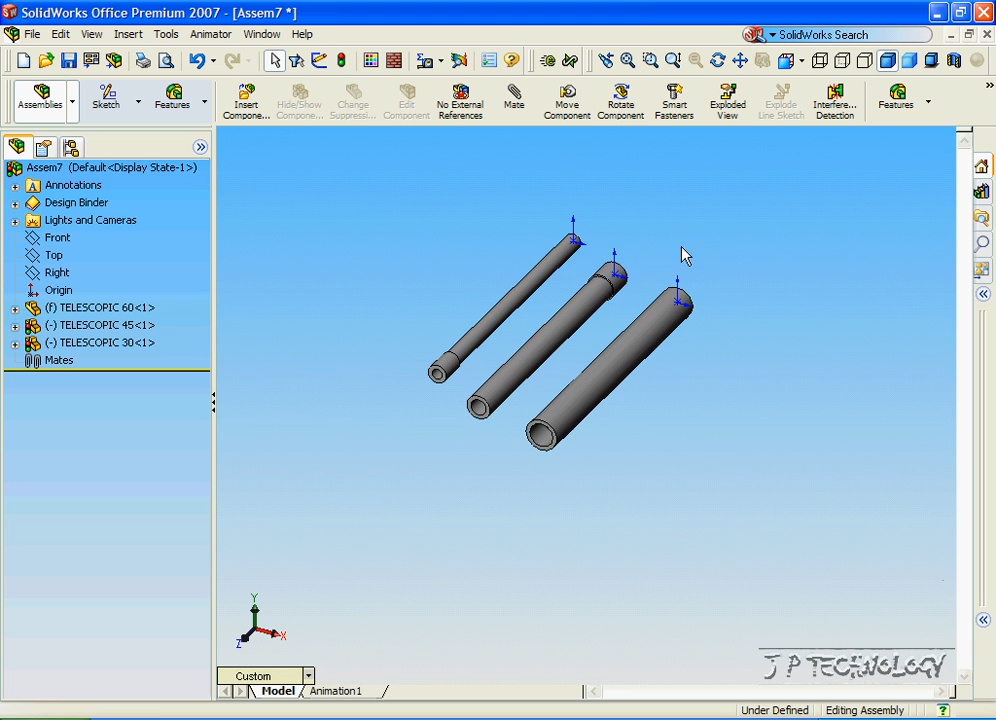 SolidWorks Office Premium 2007 - [Assem7 *]
File Edit View Insert Tools Animator Window Help
SolidWorks Search
Assemblies Sketch Features
Insert Compone... Hide/Show Compone... Change Suppressi... Edit Component No External References Mate Move Component Rotate Component Smart Fasteners Exploded View Explode Line Sketch Interfere... Detection Features
Assem7 (Default<Display State-1>)
A Annotations
Design Binder
Lights and Cameras
Front
Top
Right
Origin
(f) TELESCOPIC 60<1>
(-) TELESCOPIC 45<1>
(-) TELESCOPIC 30<1>
Mates
Y
Z X
J P TECHNOLOGY
Custom
Model Animation1
Under Defined Editing Assembly ?